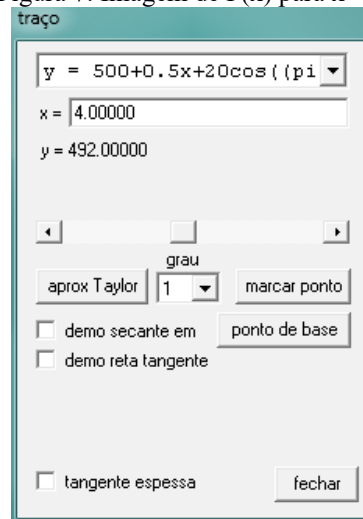 traço
y = 500+0.5x+20cos((pi
x = 4.00000
y = 492.00000
grau
aprox Taylor 1 marcar ponto
demo secante em ponto de base
demo reta tangente
tangente espessa fechar